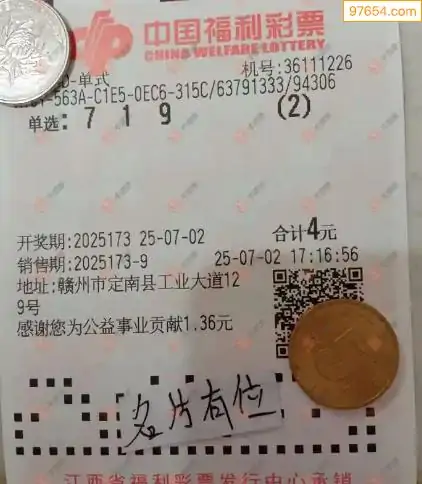 97654.com
中国福利彩票
CHINA WELFARE LOTTERY
D-单式
机号:36111226
563A-C1E5-0EC6-315C/63791333/94306
单选: 7 1 9 (2)
开奖期:2025173 25-07-02 合计4元
销售期:2025173-9 25-07-02 17:16:56
地址:赣州市定南县工业大道12
9号
感谢您为公益事业贡献1.36元
名片有位
江西省福利彩票发行中心承销